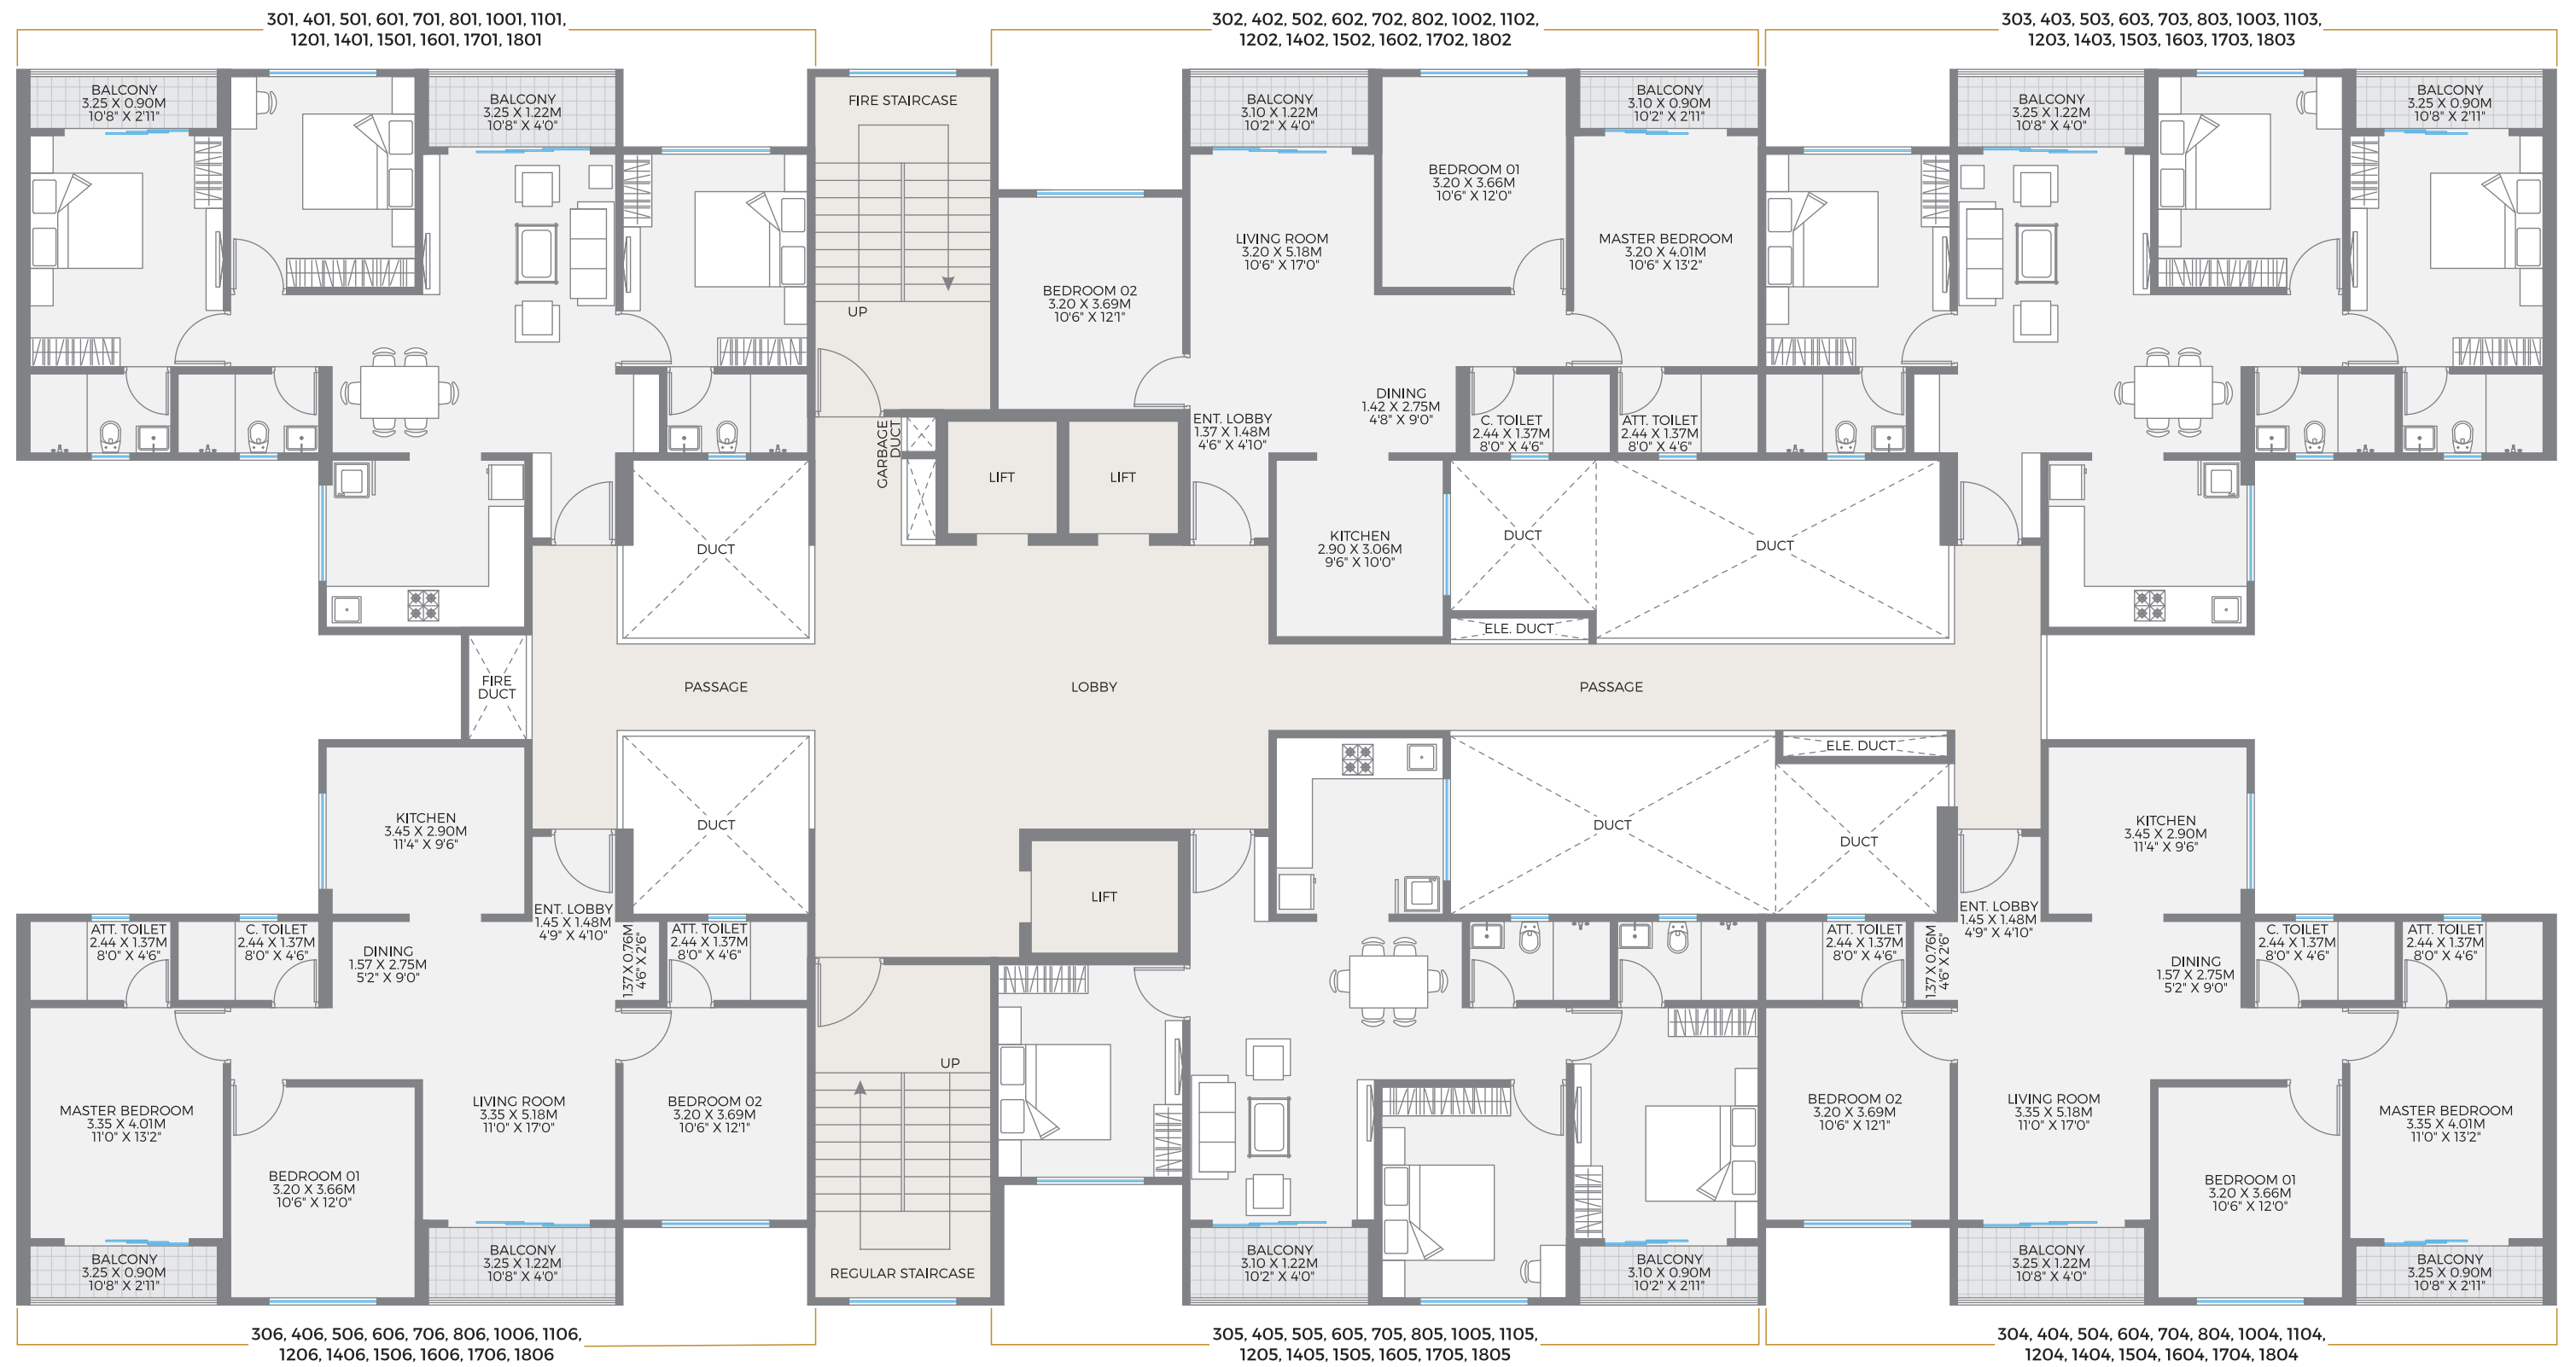 301, 401, 501, 601, 701, 801, 1001, 1101,
1201, 1401, 1501, 1601, 1701, 1801
302, 402, 502, 602, 702, 802, 1002, 1102,
1202, 1402, 1502, 1602, 1702, 1802
303, 403, 503, 603, 703, 803, 1003, 1103,
1203, 1403, 1503, 1603, 1703, 1803
BALCONY
3.25 X 0.90M
10'8" X 2'11"
BALCONY
3.25 X 1.22M
10'8" X 4'0"
FIRE STAIRCASE
UP
BALCONY
3.10 X 1.22M
10'2" X 4'0"
BEDROOM 01
3.20 X 3.66M
10'6" X 12'0"
BALCONY
3.10 X 0.90M
10'2" X 2'11"
BALCONY
3.25 X 1.22M
10'8" X 4'0"
BALCONY
3.25 X 0.90M
10'8" X 2'11"
BEDROOM 02
3.20 X 3.69M
10'6" X 12'1"
LIVING ROOM
3.20 X 5.18M
10'6" X 17'0"
MASTER BEDROOM
3.20 X 4.01M
10'6" X 13'2"
GARBAGE
DUCT
LIFT
LIFT
ENT. LOBBY
1.37 X 1.48M
4'6" X 4'10"
DINING
1.42 X 2.75M
4'8" X 9'0"
C. TOILET
2.44 X 1.37M
8'0" X 4'6"
ATT. TOILET
2.44 X 1.37M
8'0" X 4'6"
DUCT
KITCHEN
2.90 X 3.06M
9'6" X 10'0"
DUCT
DUCT
ELE. DUCT
FIRE
DUCT
PASSAGE
LOBBY
PASSAGE
ELE. DUCT
KITCHEN
3.45 X 2.90M
11'4" X 9'6"
DUCT
DUCT
DUCT
KITCHEN
3.45 X 2.90M
11'4" X 9'6"
LIFT
ATT. TOILET
2.44 X 1.37M
8'0" X 4'6"
C. TOILET
2.44 X 1.37M
8'0" X 4'6"
DINING
1.57 X 2.75M
5'2" X 9'0"
ENT. LOBBY
1.45 X 1.48M
4'9" X 4'10"
1.37 X 0.76M
4'6" X 2'6"
ATT. TOILET
2.44 X 1.37M
8'0" X 4'6"
ATT. TOILET
2.44 X 1.37M
8'0" X 4'6"
1.37 X 0.76M
4'6" X 2'6"
ENT. LOBBY
1.45 X 1.48M
4'9" X 4'10"
DINING
1.57 X 2.75M
5'2" X 9'0"
C. TOILET
2.44 X 1.37M
8'0" X 4'6"
ATT. TOILET
2.44 X 1.37M
8'0" X 4'6"
UP
MASTER BEDROOM
3.35 X 4.01M
11'0" X 13'2"
BEDROOM 01
3.20 X 3.66M
10'6" X 12'0"
LIVING ROOM
3.35 X 5.18M
11'0" X 17'0"
BEDROOM 02
3.20 X 3.69M
10'6" X 12'1"
BEDROOM 02
3.20 X 3.69M
10'6" X 12'1"
LIVING ROOM
3.35 X 5.18M
11'0" X 17'0"
BEDROOM 01
3.20 X 3.66M
10'6" X 12'0"
MASTER BEDROOM
3.35 X 4.01M
11'0" X 13'2"
BALCONY
3.25 X 0.90M
10'8" X 2'11"
BALCONY
3.25 X 1.22M
10'8" X 4'0"
REGULAR STAIRCASE
BALCONY
3.10 X 1.22M
10'2" X 4'0"
BALCONY
3.10 X 0.90M
10'2" X 2'11"
BALCONY
3.25 X 1.22M
10'8" X 4'0"
BALCONY
3.25 X 0.90M
10'8" X 2'11"
306, 406, 506, 606, 706, 806, 1006, 1106,
1206, 1406, 1506, 1606, 1706, 1806
305, 405, 505, 605, 705, 805, 1005, 1105,
1205, 1405, 1505, 1605, 1705, 1805
304, 404, 504, 604, 704, 804, 1004, 1104,
1204, 1404, 1504, 1604, 1704, 1804